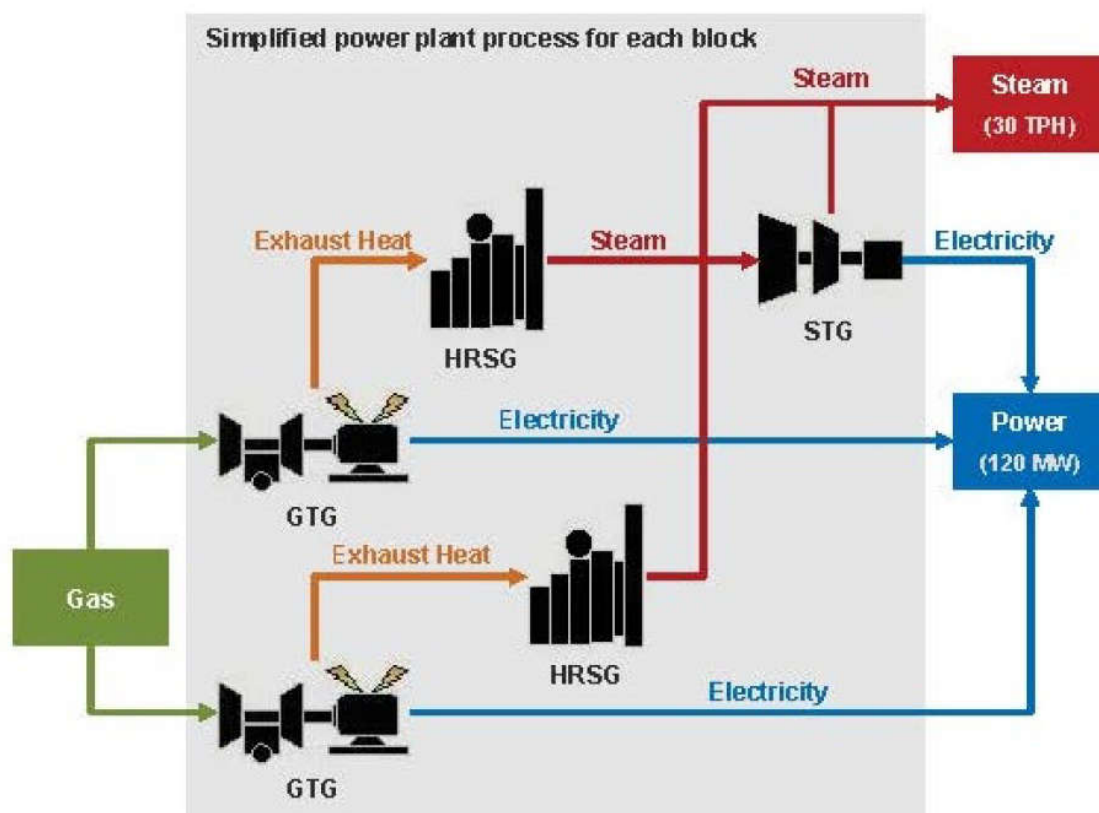 Simplified power plant process for each block
Steam
Steam
(30 TPH)
Exhaust Heat
Steam
Electricity
HRSG
STG
Electricity
Power
(120 MW)
GTG
Exhaust Heat
Gas
HRSG
Electricity
GTG